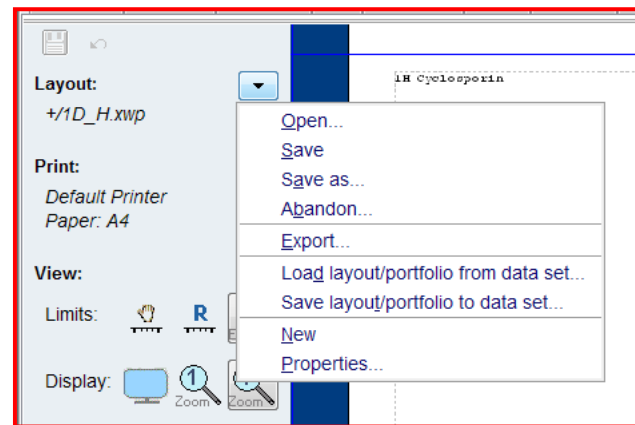 Layout:
+/1D_H.xwp
1H Cyclosporin
Open...
Save
Save as...
Abandon...
Export...
Load layout/portfolio from data set...
Save layout/portfolio to data set...
New
Properties...
Print:
Default Printer
Paper: A4
View:
Limits:
R
E
Display:
1
Zoom
Zoom